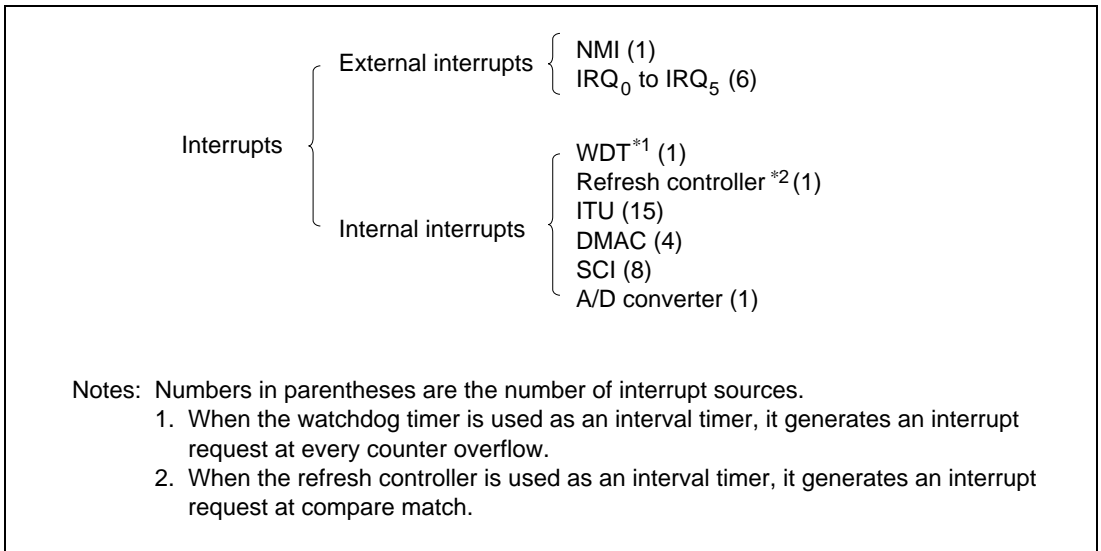 External interrupts
NMI (1)
IRQ0 to IRQ5 (6)
Interrupts
Internal interrupts
WDT*1 (1)
Refresh controller *2 (1)
ITU (15)
DMAC (4)
SCI (8)
A/D converter (1)
Notes: Numbers in parentheses are the number of interrupt sources.
1. When the watchdog timer is used as an interval timer, it generates an interrupt
request at every counter overflow.
2. When the refresh controller is used as an interval timer, it generates an interrupt
request at compare match.